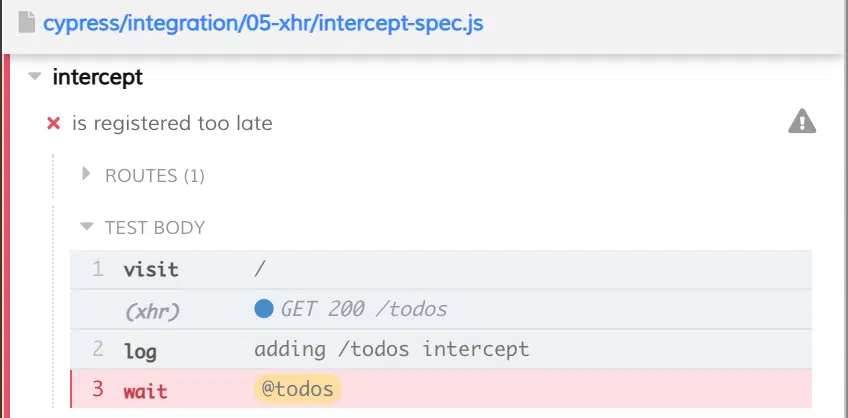 cypress/integration/05-xhr/intercept-spec.js
intercept
is registered too late
ROUTES (1)
TEST BODY
1 visit /
(xhr) GET 200 /todos
2 log adding /todos intercept
3 wait @todos